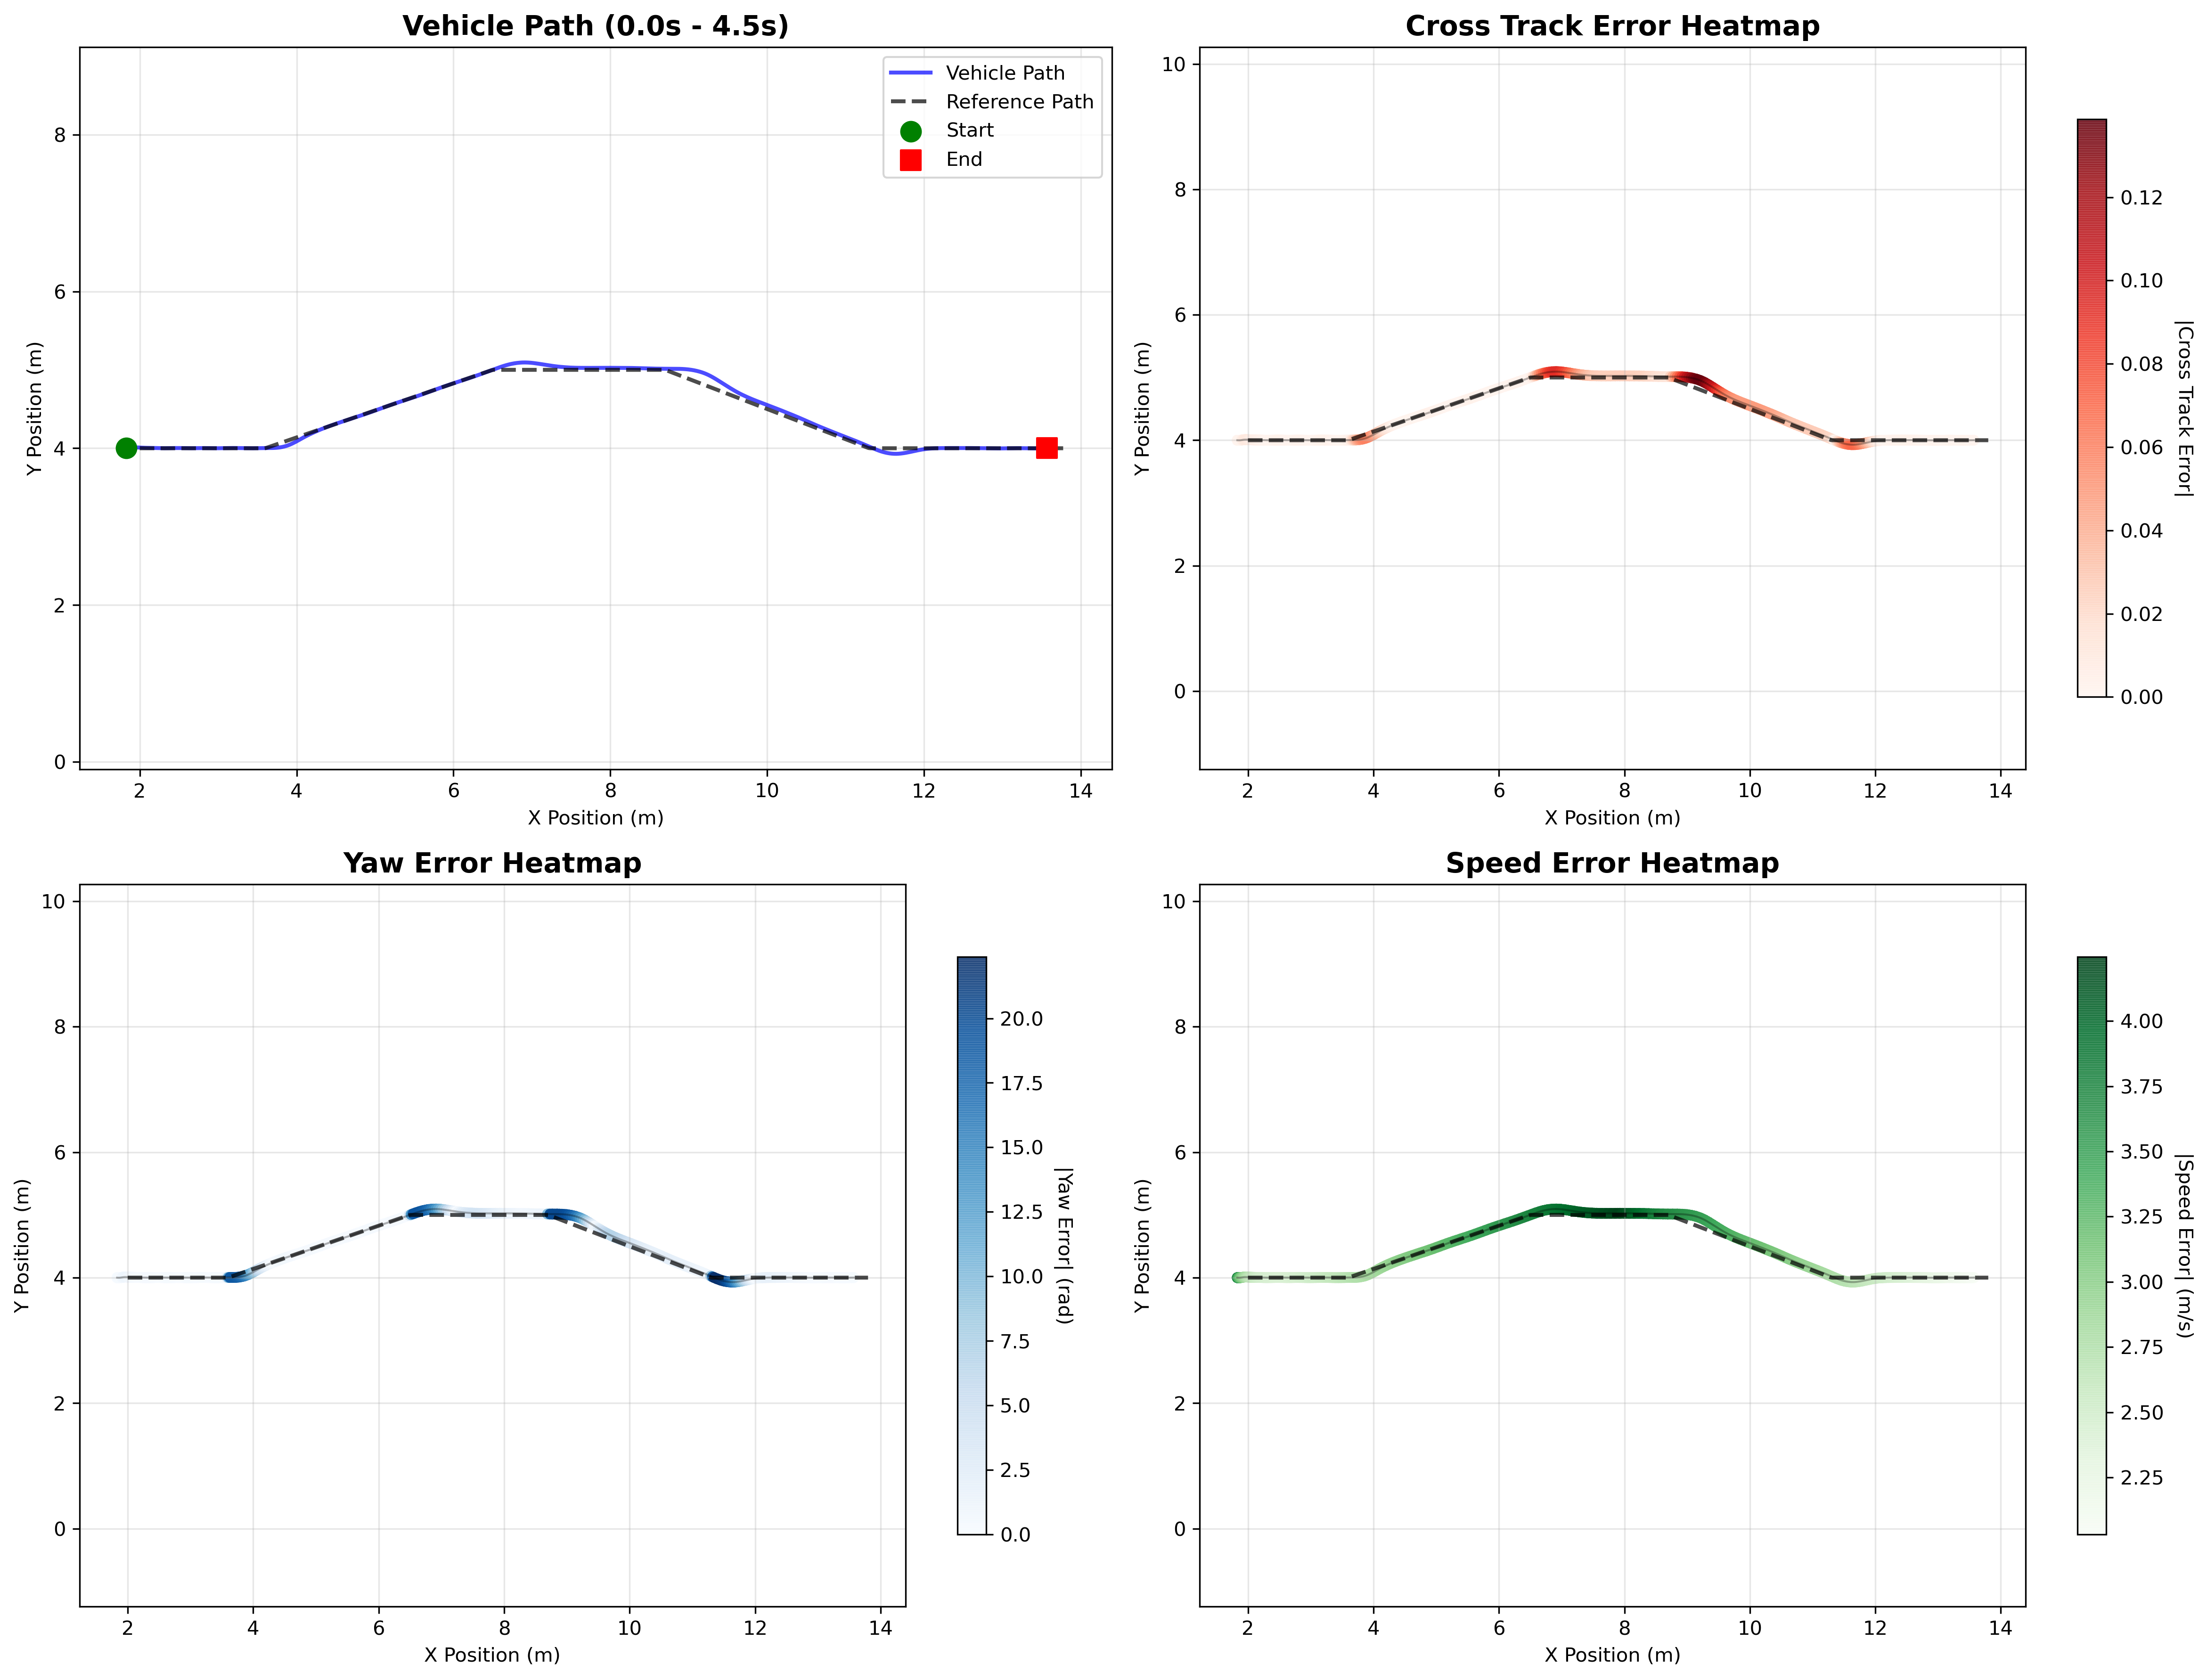 Vehicle Path (0.0s - 4.5s)
Vehicle Path
Reference Path
Start
End
8
6
4
2
0
Y Position (m)
2 4 6 8 10 12 14
X Position (m)
Cross Track Error Heatmap
10
8
6
4
2
0
Y Position (m)
2 4 6 8 10 12 14
X Position (m)
0.12
0.10
0.08
0.06
0.04
0.02
0.00
|Cross Track Error|
Yaw Error Heatmap
10
8
6
4
2
0
Y Position (m)
2 4 6 8 10 12 14
X Position (m)
20.0
17.5
15.0
12.5
10.0
7.5
5.0
2.5
0.0
|Yaw Error| (rad)
Speed Error Heatmap
10
8
6
4
2
0
Y Position (m)
2 4 6 8 10 12 14
X Position (m)
4.00
3.75
3.50
3.25
3.00
2.75
2.50
2.25
|Speed Error| (m/s)